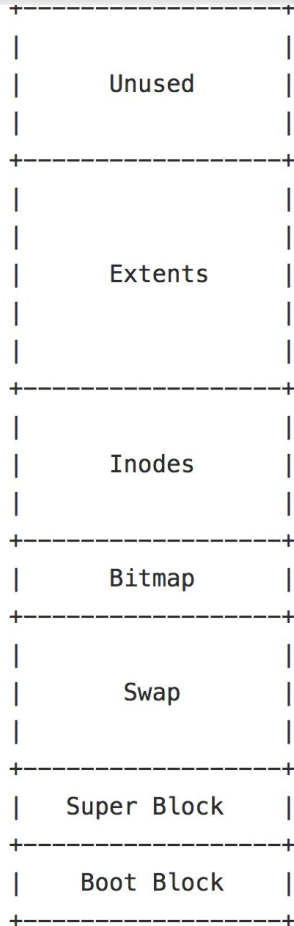 Unused
Extents
Inodes
Bitmap
Swap
Super Block
Boot Block